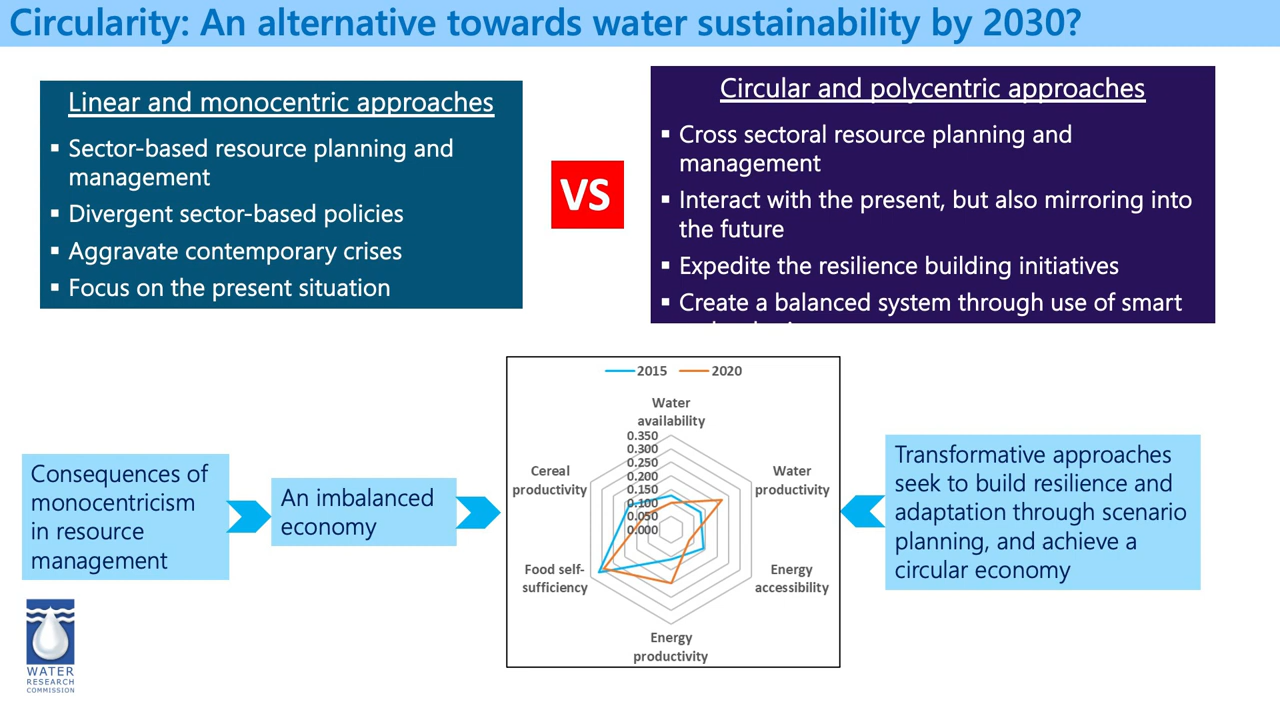 Circularity: An alternative towards water sustainability by 2030?
Linear and monocentric approaches
▪ Sector-based resource planning and
management
▪ Divergent sector-based policies
▪ Aggravate contemporary crises
▪ Focus on the present situation
VS
Circular and polycentric approaches
▪ Cross sectoral resource planning and
management
▪ Interact with the present, but also mirroring into
the future
▪ Expedite the resilience building initiatives
▪ Create a balanced system through use of smart
Consequences of
monocentricism
in resource
management
An imbalanced
economy
2015 2020
Water
availability
0.350
0.300
0.250
0.200
0.150
0.100
0.050
0.000
Water
productivity
Energy
accessibility
Energy
productivity
Food self-
sufficiency
Cereal
productivity
Transformative approaches
seek to build resilience and
adaptation through scenario
planning, and achieve a
circular economy
WATER
RESEARCH
COMMISSION